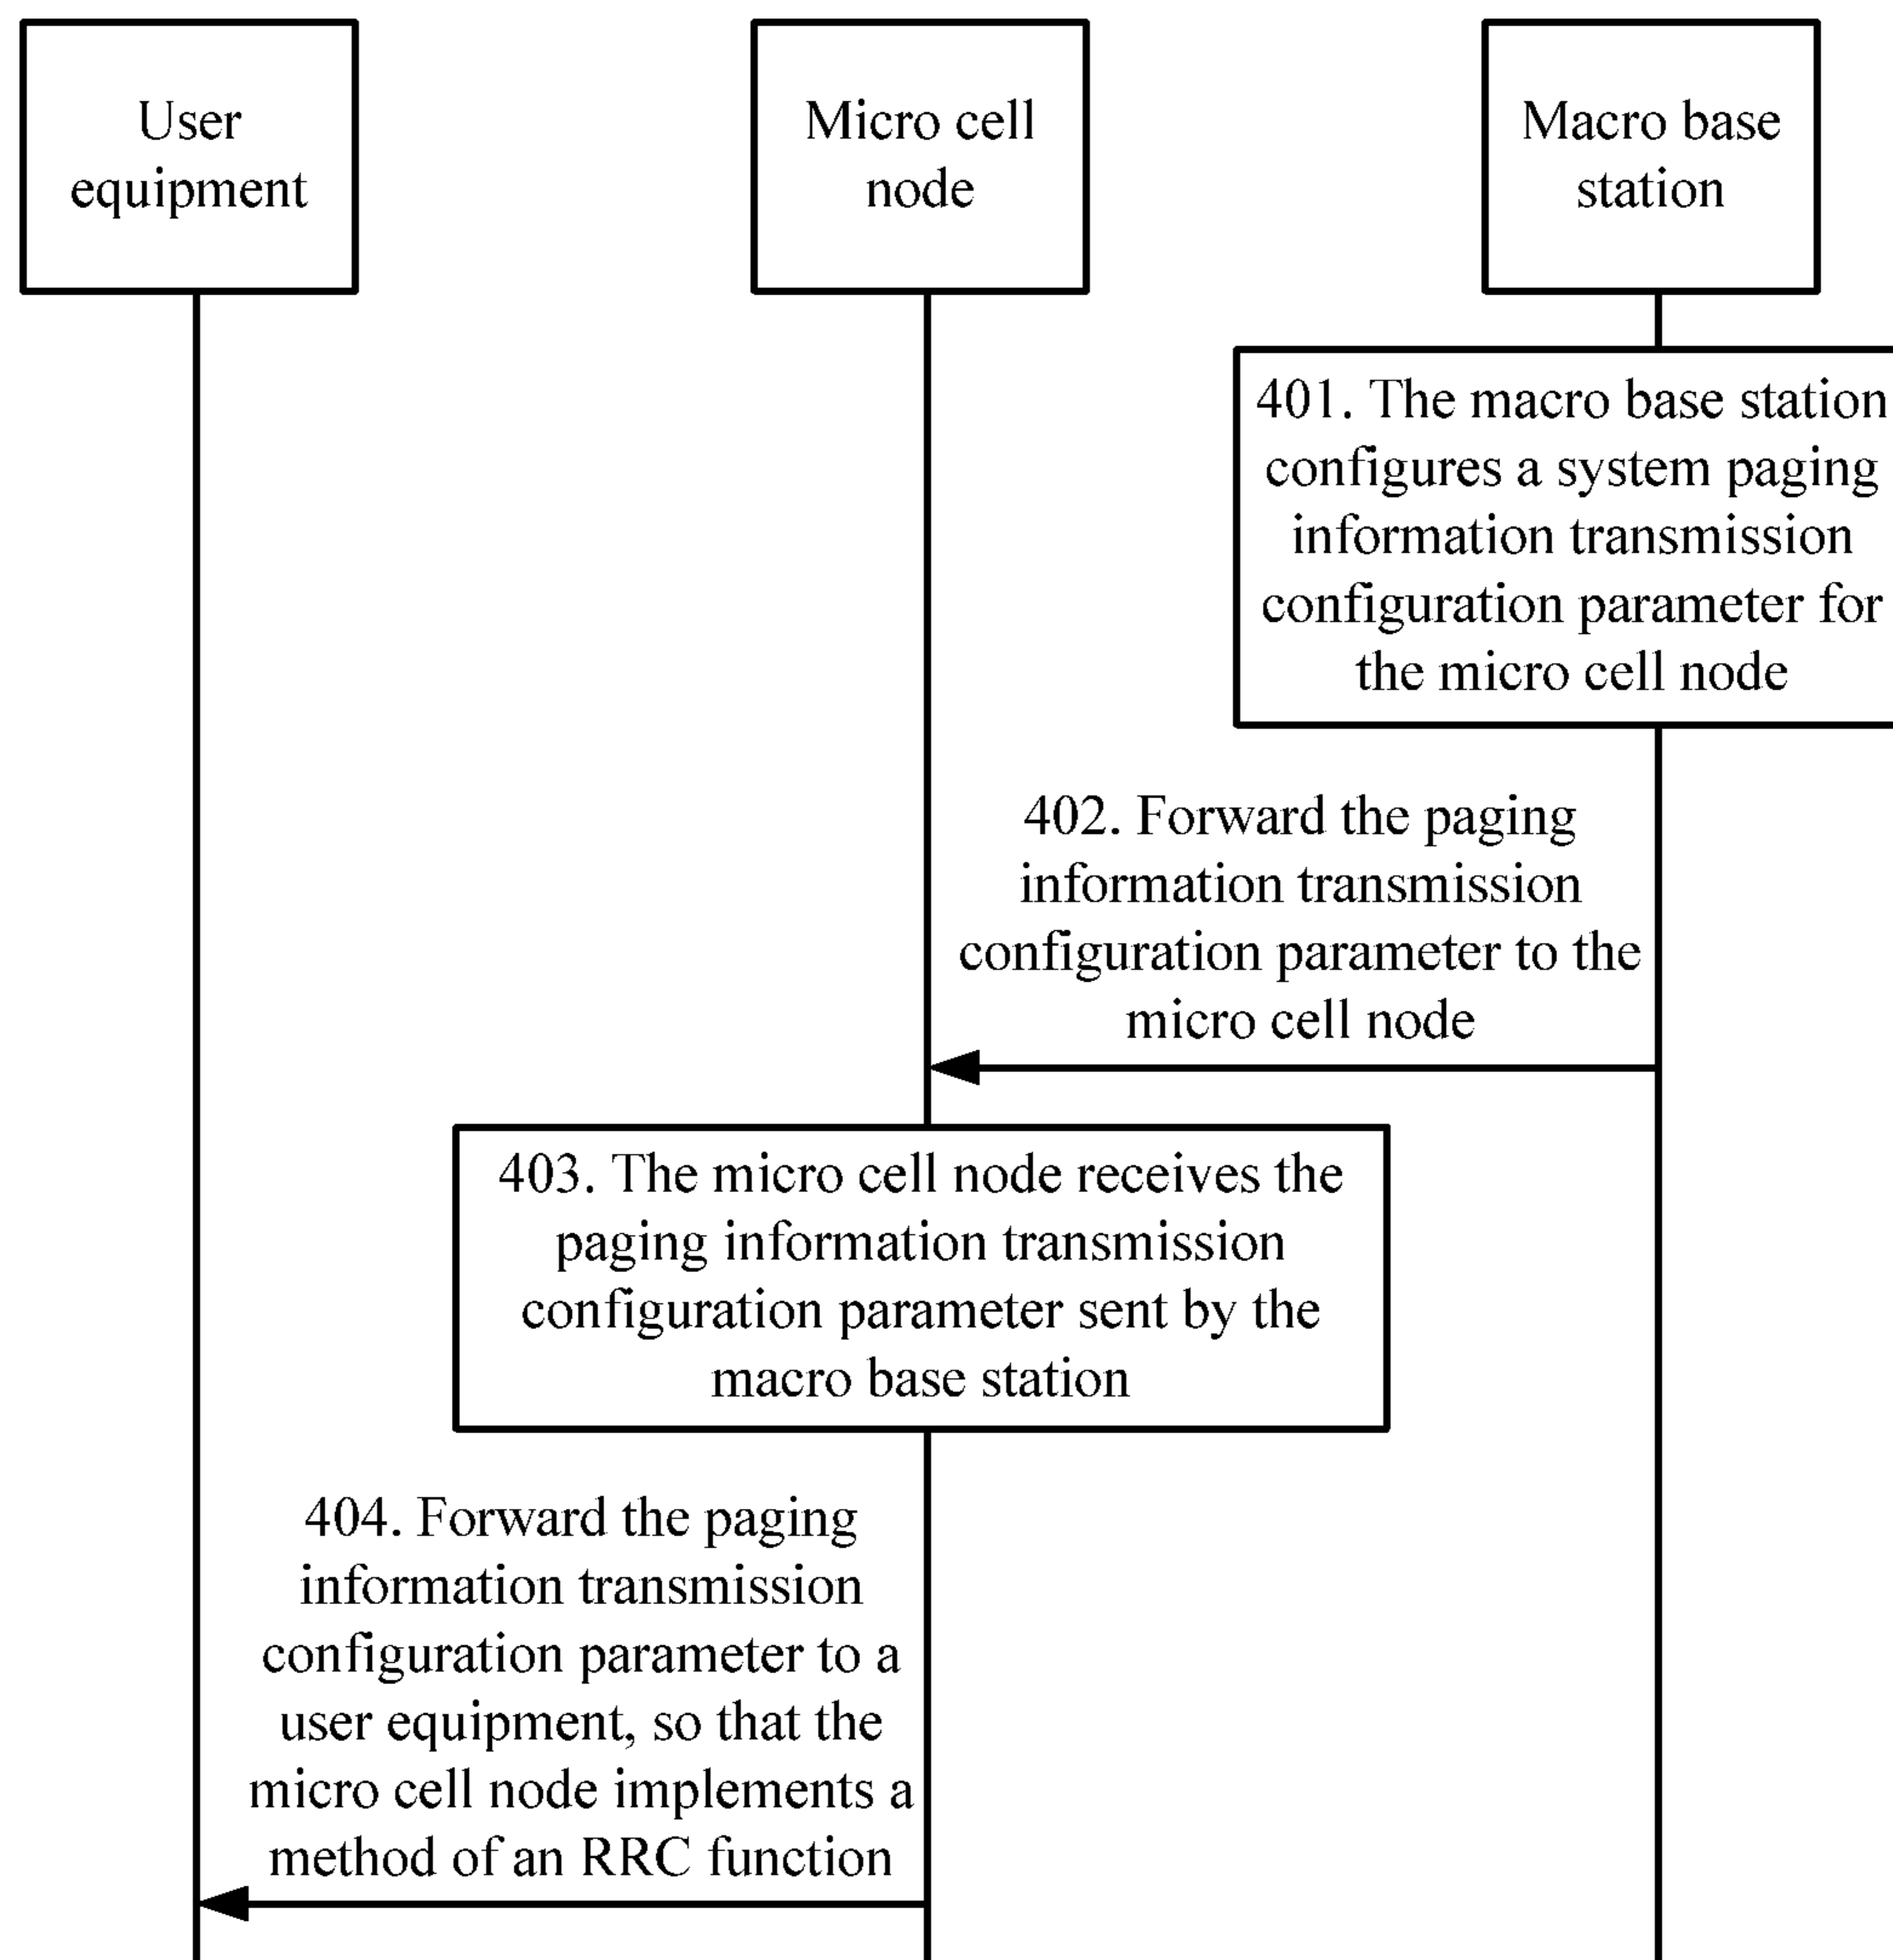 User
equipment
Micro cell
node
Macro base
station
401. The macro base station
configures a system paging
information transmission
configuration parameter for
the micro cell node
402. Forward the paging
information transmission
configuration parameter to the
micro cell node
403. The micro cell node receives the
paging information transmission
configuration parameter sent by the
macro base station
404. Forward the paging
information transmission
configuration parameter to a
user equipment, so that the
micro cell node implements a
method of an RRC function